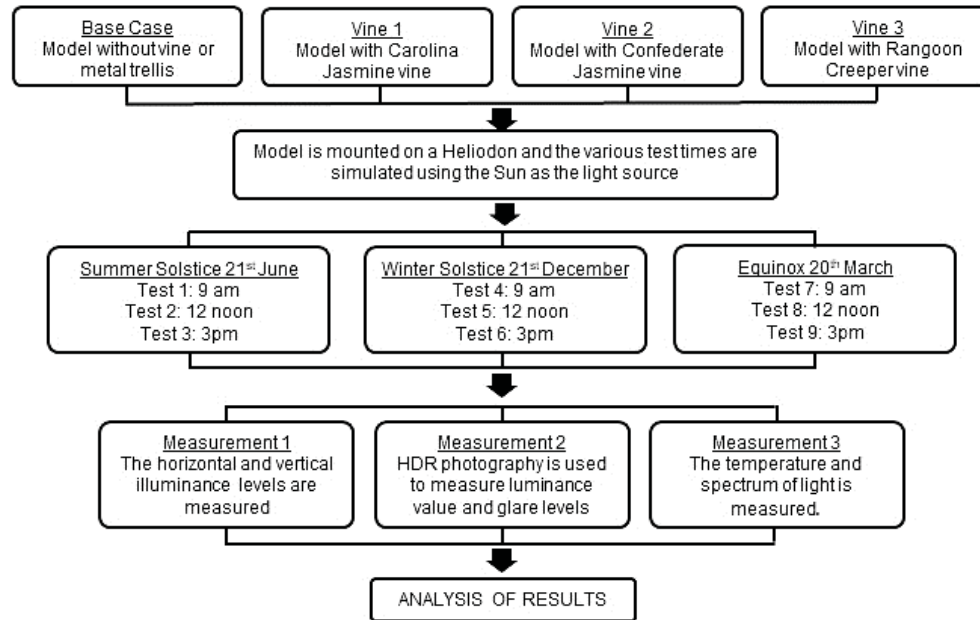 Base Case
Model without vine or
metal trellis
Vine 1
Model with Carolina
Jasmine vine
Vine 2
Model with Confederate
Jasmine vine
Vine 3
Model with Rangoon
Creeper vine
Model is mounted on a Heliodon and the various test times are
simulated using the Sun as the light source
Summer Solstice 21st June
Test 1: 9 am
Test 2: 12 noon
Test 3: 3pm
Winter Solstice 21st December
Test 4: 9 am
Test 5: 12 noon
Test 6: 3pm
Equinox 20th March
Test 7: 9 am
Test 8: 12 noon
Test 9: 3pm
Measurement 1
The horizontal and vertical
illuminance levels are
measured
Measurement 2
HDR photography is used
to measure luminance
value and glare levels
Measurement 3
The temperature and
spectrum of light is
measured.
ANALYSIS OF RESULTS